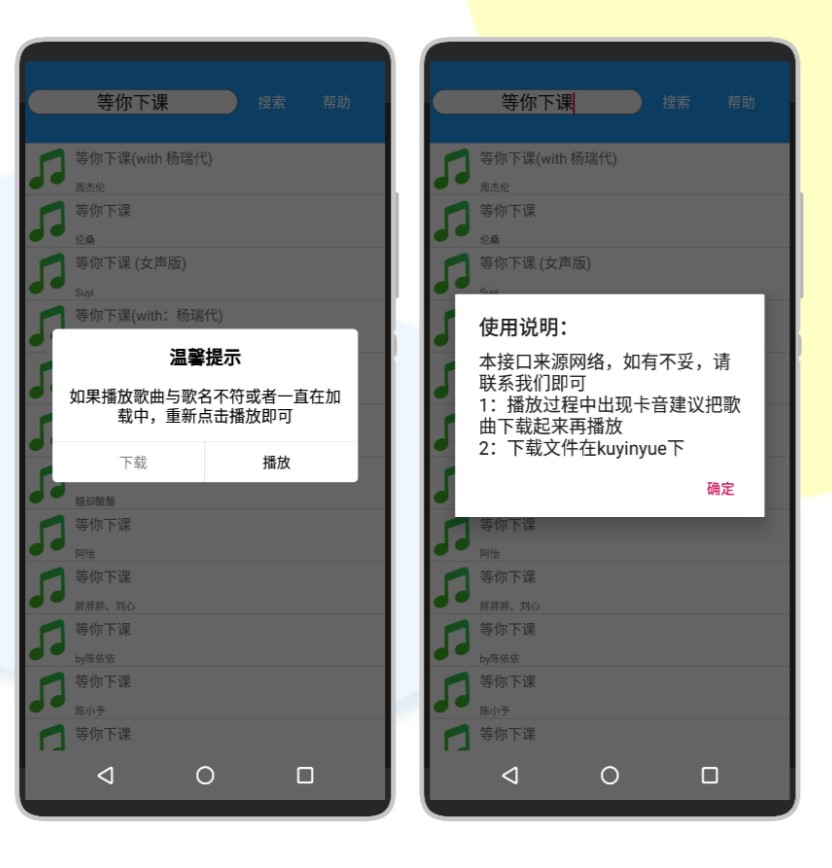 等你下课
搜索
帮助
等你下课(with 杨瑞代)
周杰伦
等你下课
伦桑
等你下课 (女声版)
Suyi
等你下课(with：杨瑞代)
温馨提示
如果播放歌曲与歌名不符或者一直在加
载中，重新点击播放即可
下载
播放
等你下课
阿怡
等你下课
胖胖胖、刘心
等你下课
by陈依依
等你下课
陈小予
等你下课
等你下课
搜索
帮助
等你下课(with 杨瑞代)
周杰伦
等你下课
伦桑
等你下课 (女声版)
Suyi
使用说明：
本接口来源网络，如有不妥，请
联系我们即可
1：播放过程中出现卡音建议把歌
曲下载起来再播放
2：下载文件在kuyinyue下
确定
等你下课
阿怡
等你下课
胖胖胖、刘心
等你下课
by陈依依
等你下课
陈小予
等你下课